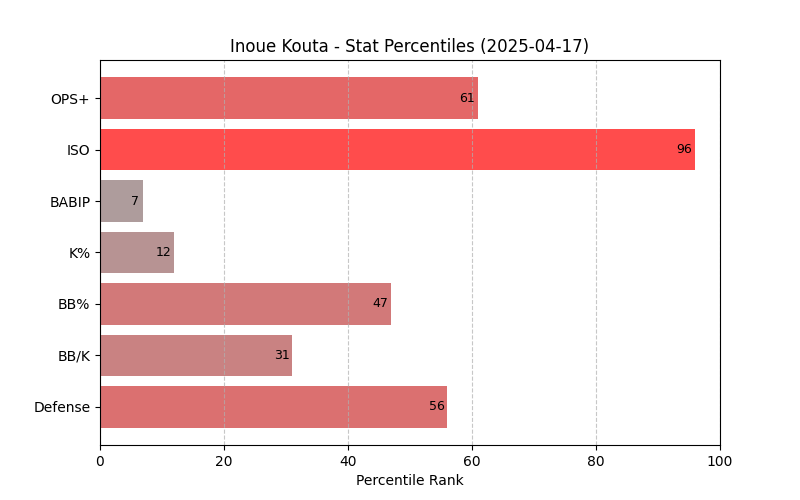 Inoue Kouta - Stat Percentiles (2025-04-17)
OPS+ 61
ISO 96
BABIP 7
K% 12
BB% 47
BB/K 31
Defense 56
0 20 40 60 80 100
Percentile Rank